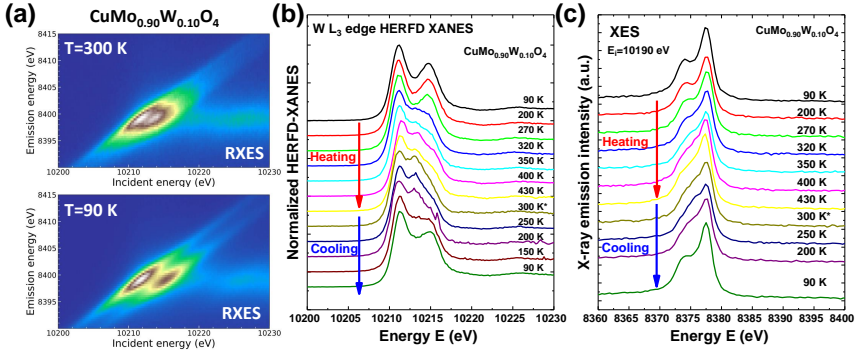 (a)
CuMo0.90W0.10O4
T=300 K
RXES
Emission energy (eV)
8415
8410
8405
8400
8395
10200
10210
10220
10230
Incident energy (eV)
T=90 K
RXES
Emission energy (eV)
8415
8410
8405
8400
8395
10200
10210
10220
10230
Incident energy (eV)
(b)
W L3 edge HERFD XANES
CuMo0.90W0.10O4
90 K
200 K
270 K
320 K
350 K
400 K
430 K
300 K
250 K
200 K
150 K
90 K
Heating
Cooling
Normalized HERFD-XANES
10200 10205 10210 10215 10220 10225 10230
Energy E (eV)
(c)
XES
CuMo0.90W0.10O4
Ei=10190 eV
90 K
200 K
270 K
320 K
350 K
400 K
430 K
300 K*
250 K
200 K
90 K
Heating
Cooling
X-ray emission intensity (a.u.)
8360 8365 8370 8375 8380 8385 8390 8395 8400
Energy E (eV)